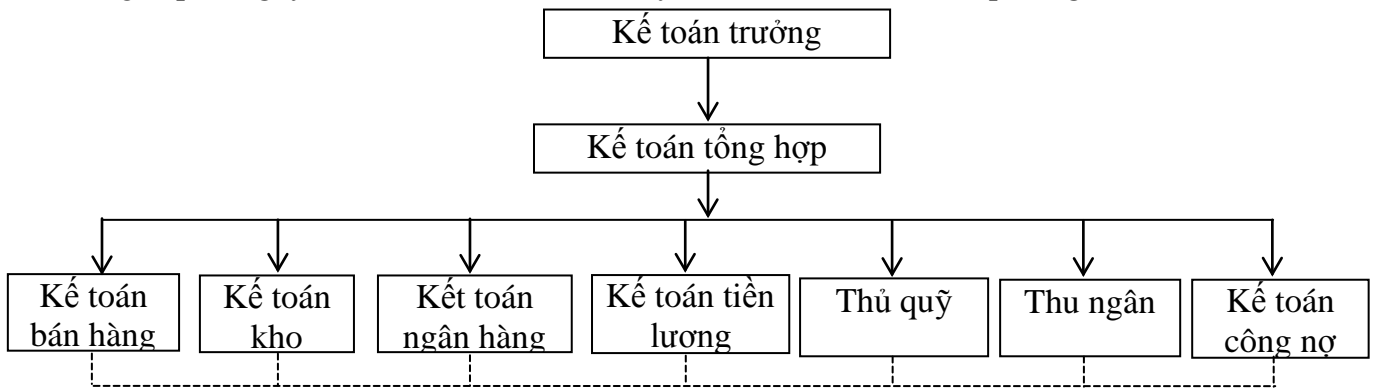 Kế toán trưởng
Kế toán tổng hợp
Kế toán
bán hàng
Kế toán
kho
Kết toán
ngân hàng
Kế toán tiền
lương
Thủ quỹ
Thu ngân
Kế toán
công nợ